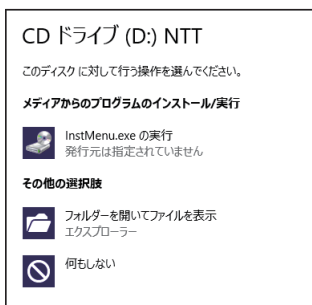 CD ドライブ (D:) NTT
このディスク に対して行う操作を選んでください。
メディアからのプログラムのインストール/実行
InstMenu.exe の実行
発行元は指定されていません
その他の選択肢
フォルダーを開いてファイルを表示
エクスプローラー
何もしない